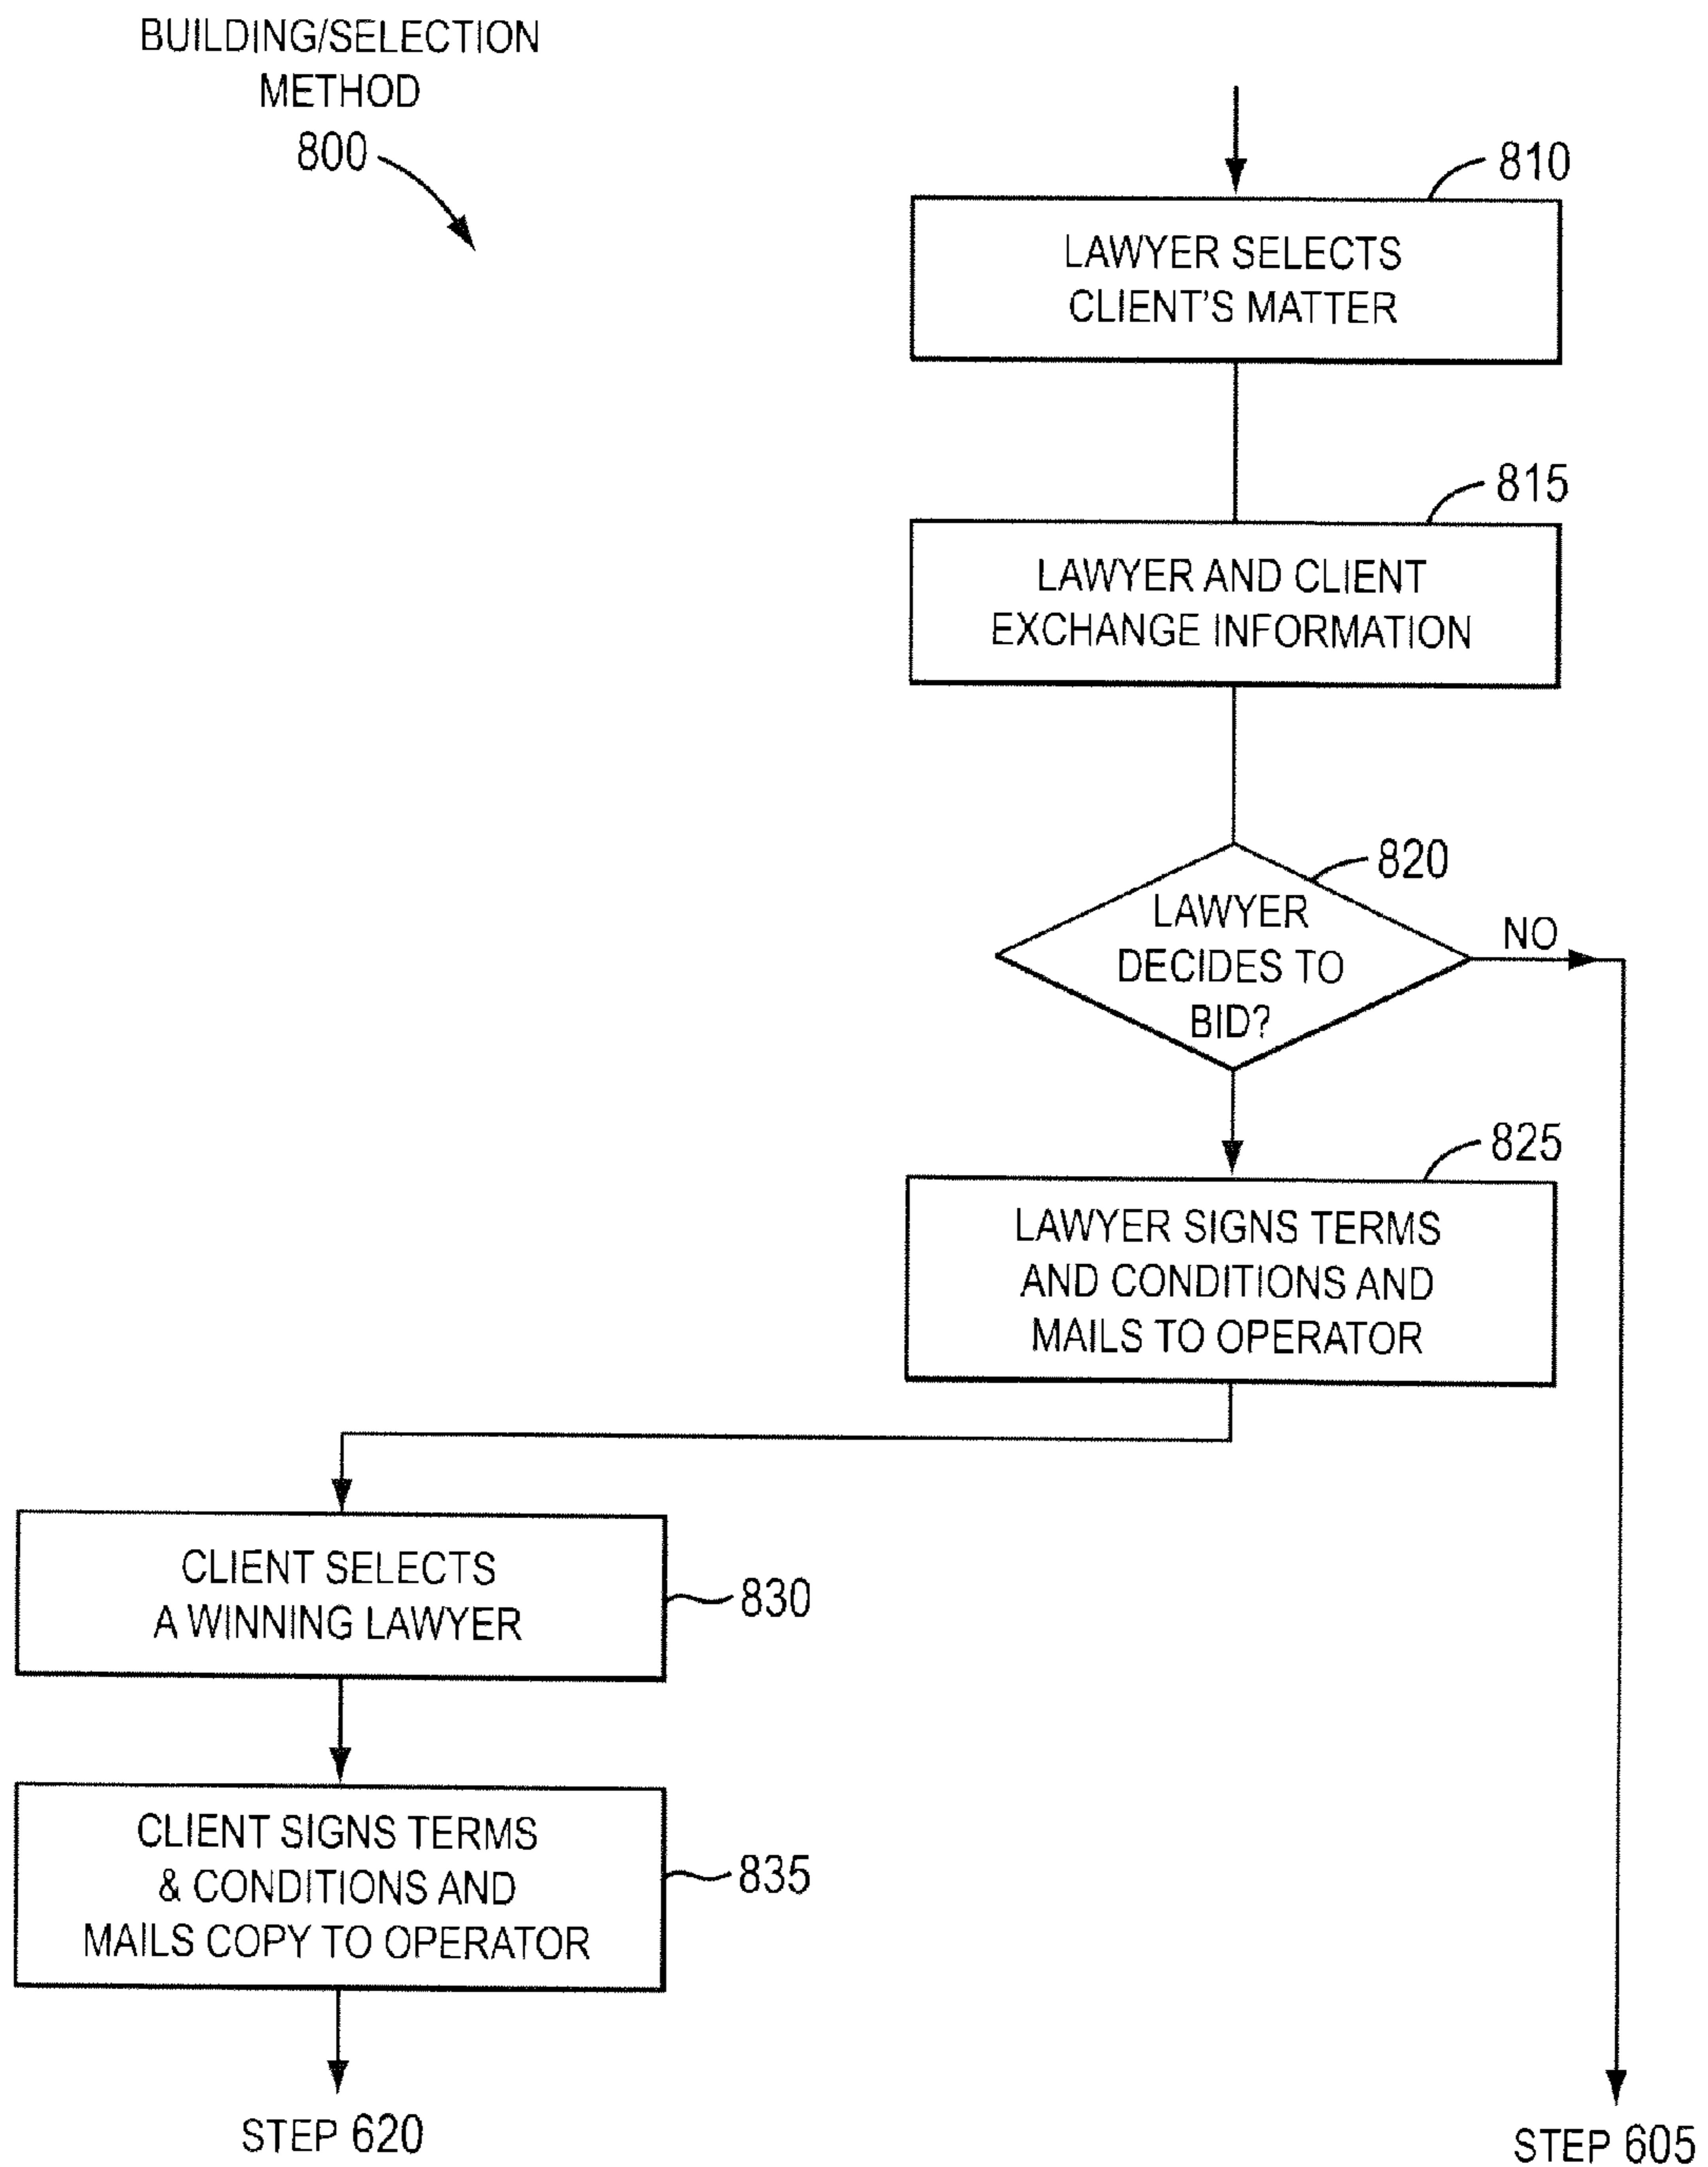 BUILDING/SELECTION
METHOD
800
810
LAWYER SELECTS
CLIENT'S MATTER
815
LAWYER AND CLIENT
EXCHANGE INFORMATION
820
LAWYER
DECIDES TO
BID?
NO
825
LAWYER SIGNS TERMS
AND CONDITIONS AND
MAILS TO OPERATOR
CLIENT SELECTS
A WINNING LAWYER
830
CLIENT SIGNS TERMS
& CONDITIONS AND
MAILS COPY TO OPERATOR
835
STEP 620
STEP 605